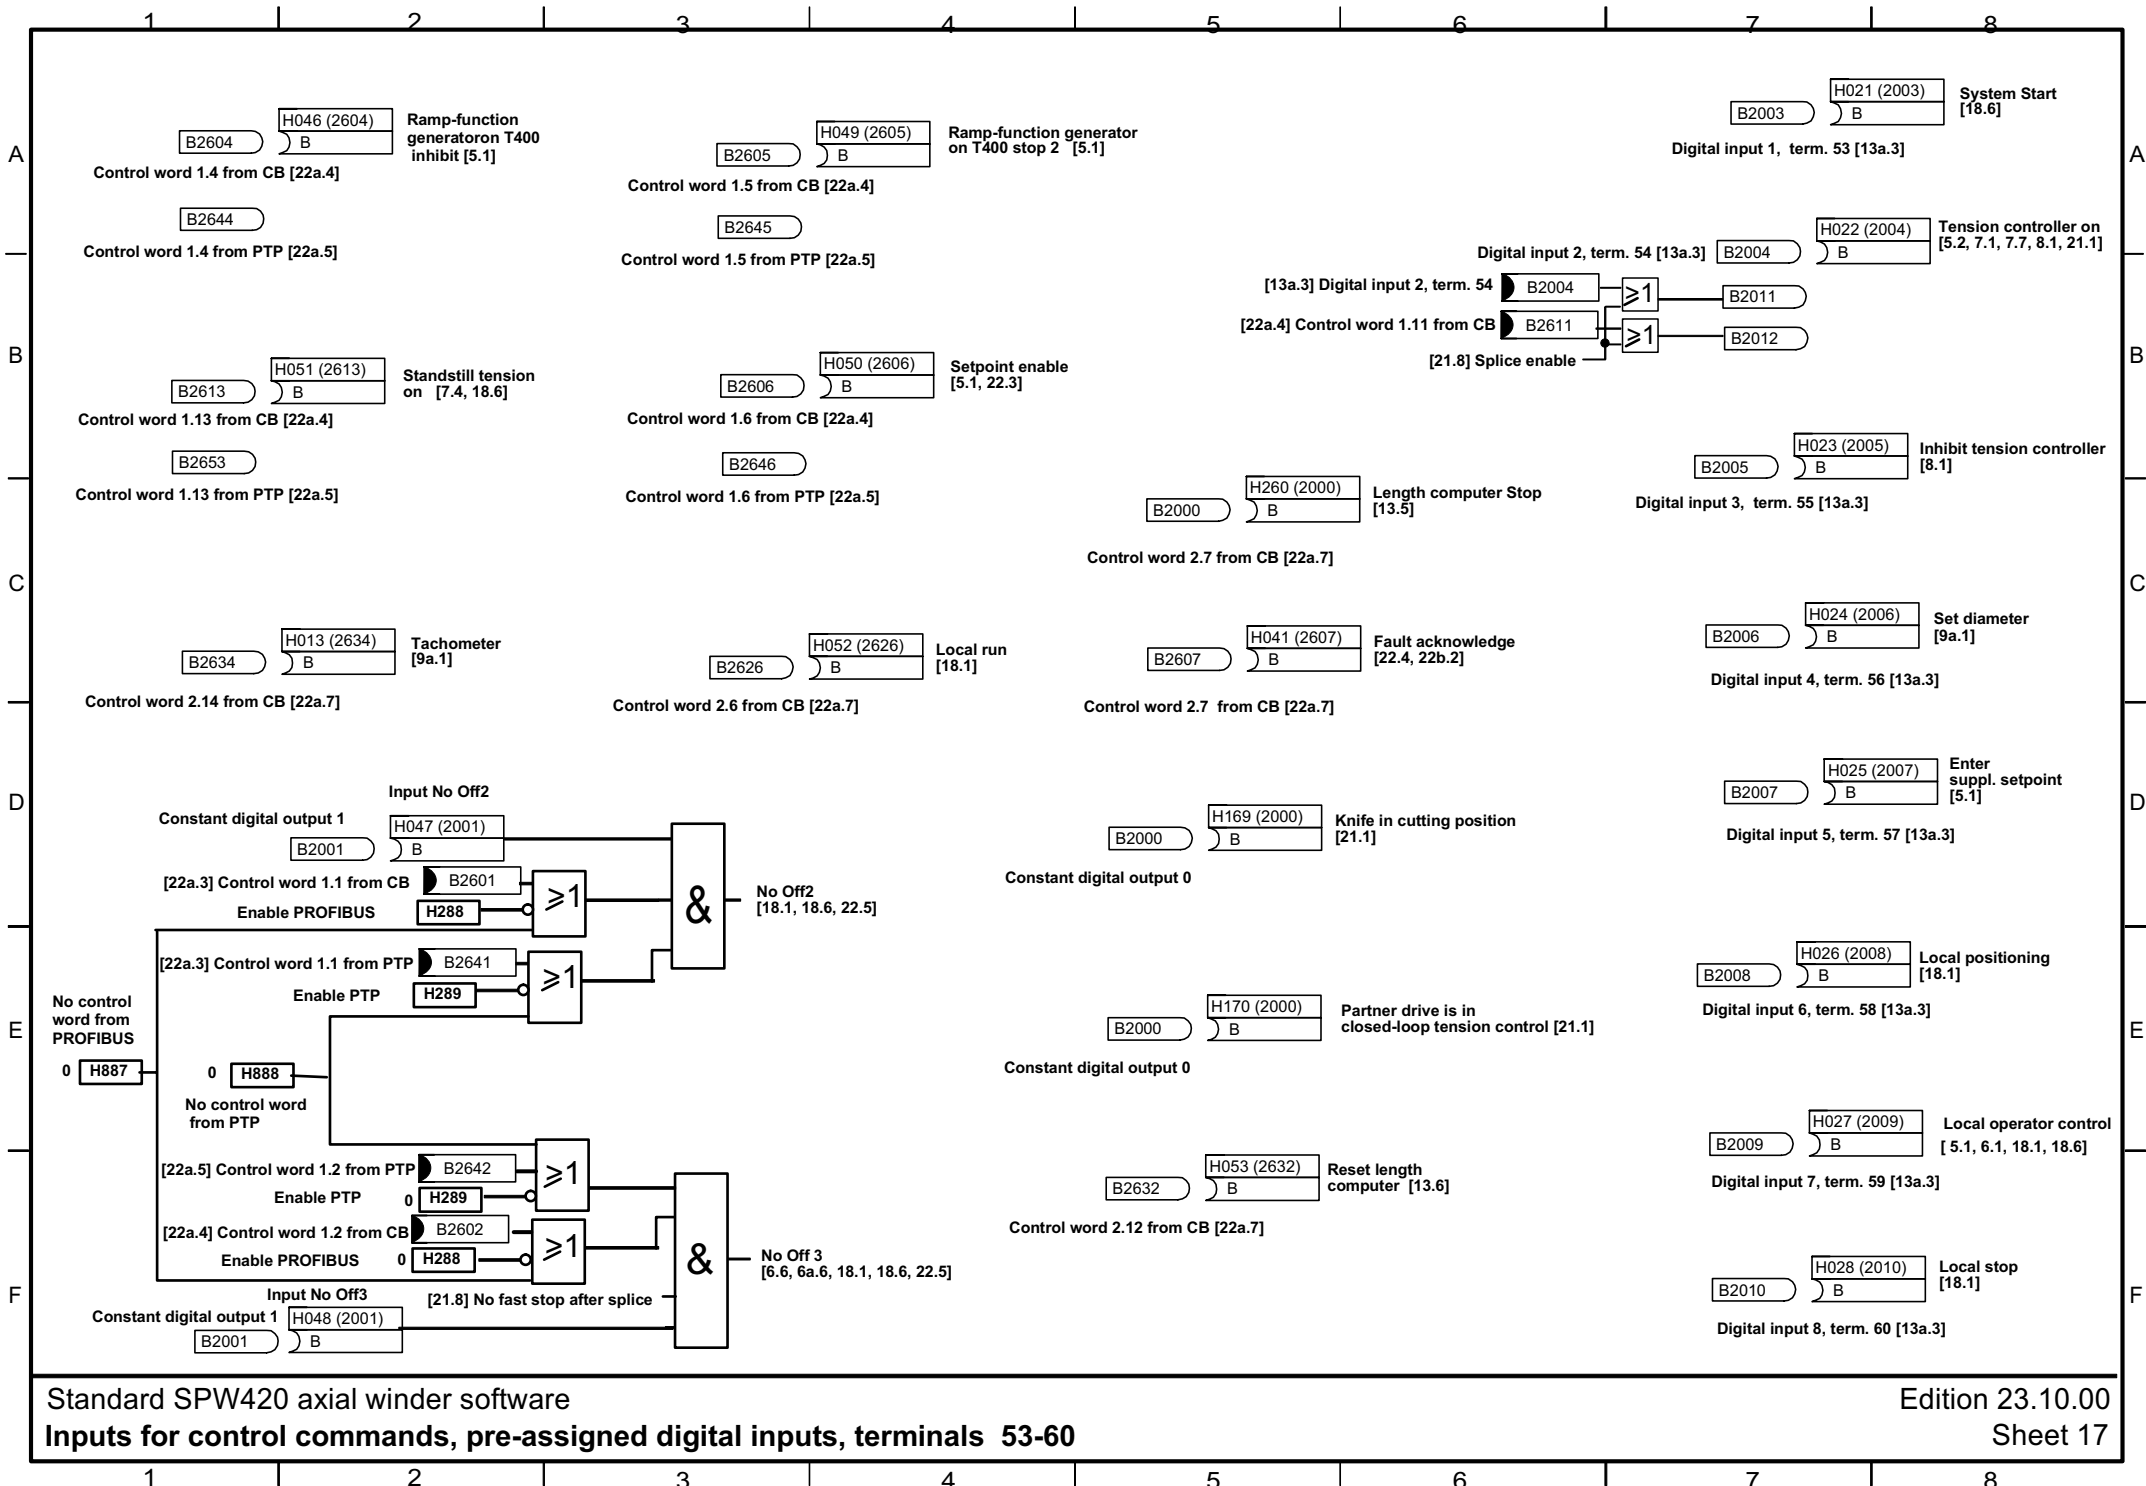 1 2 3 4 5 6 7 8
A
A
B
B
C
C
D
D
E
E
F
F
H046 (2604)
B2604
B
Ramp-function
generatoron T400
inhibit [5.1]
Control word 1.4 from CB [22a.4]
B2644
Control word 1.4 from PTP [22a.5]
H049 (2605)
B2605
B
Ramp-function generator
on T400 stop 2 [5.1]
Control word 1.5 from CB [22a.4]
B2645
Control word 1.5 from PTP [22a.5]
H021 (2003)
B2003
B
System Start
[18.6]
Digital input 1, term. 53 [13a.3]
H022 (2004)
Digital input 2, term. 54 [13a.3]
B2004
B
Tension controller on
[5.2, 7.1, 7.7, 8.1, 21.1]
[13a.3] Digital input 2, term. 54
B2004
≥1
B2011
[22a.4] Control word 1.11 from CB
B2611
≥1
B2012
[21.8] Splice enable
H051 (2613)
B2613
B
Standstill tension
on [7.4, 18.6]
Control word 1.13 from CB [22a.4]
B2653
Control word 1.13 from PTP [22a.5]
H050 (2606)
B2606
B
Setpoint enable
[5.1, 22.3]
Control word 1.6 from CB [22a.4]
B2646
Control word 1.6 from PTP [22a.5]
H023 (2005)
B2005
B
Inhibit tension controller
[8.1]
Digital input 3, term. 55 [13a.3]
H260 (2000)
B2000
B
Length computer Stop
[13.5]
Control word 2.7 from CB [22a.7]
H013 (2634)
B2634
B
Tachometer
[9a.1]
Control word 2.14 from CB [22a.7]
H052 (2626)
B2626
B
Local run
[18.1]
Control word 2.6 from CB [22a.7]
H041 (2607)
B2607
B
Fault acknowledge
[22.4, 22b.2]
Control word 2.7 from CB [22a.7]
H024 (2006)
B2006
B
Set diameter
[9a.1]
Digital input 4, term. 56 [13a.3]
Input No Off2
Constant digital output 1
H047 (2001)
B2001
B
[22a.3] Control word 1.1 from CB
B2601
Enable PROFIBUS
H288
≥1
&
No Off2
[18.1, 18.6, 22.5]
[22a.3] Control word 1.1 from PTP
B2641
Enable PTP
H289
≥1
No control
word from
PROFIBUS
0 H887
0 H888
No control word
from PTP
[22a.5] Control word 1.2 from PTP
B2642
Enable PTP
0 H289
≥1
[22a.4] Control word 1.2 from CB
B2602
Enable PROFIBUS
0 H288
≥1
&
No Off 3
[6.6, 6a.6, 18.1, 18.6, 22.5]
[21.8] No fast stop after splice
Input No Off3
Constant digital output 1
H048 (2001)
B2001
B
H169 (2000)
B2000
B
Knife in cutting position
[21.1]
Constant digital output 0
H170 (2000)
B2000
B
Partner drive is in
closed-loop tension control [21.1]
Constant digital output 0
H053 (2632)
B2632
B
Reset length
computer [13.6]
Control word 2.12 from CB [22a.7]
H025 (2007)
B2007
B
Enter
suppl. setpoint
[5.1]
Digital input 5, term. 57 [13a.3]
H026 (2008)
B2008
B
Local positioning
[18.1]
Digital input 6, term. 58 [13a.3]
H027 (2009)
B2009
B
Local operator control
[ 5.1, 6.1, 18.1, 18.6]
Digital input 7, term. 59 [13a.3]
H028 (2010)
B2010
B
Local stop
[18.1]
Digital input 8, term. 60 [13a.3]
Standard SPW420 axial winder software
Edition 23.10.00
Inputs for control commands, pre-assigned digital inputs, terminals 53-60
Sheet 17
1 2 3 4 5 6 7 8